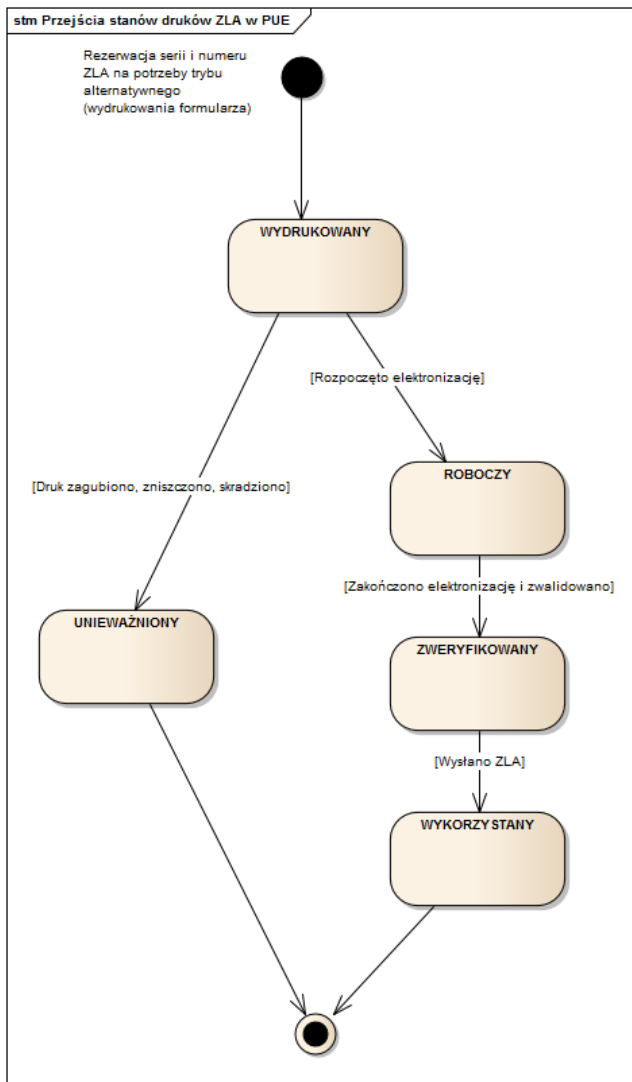 stm Przejścia stanów druków ZLA w PUE
Rezerwacja serii i numeru
ZLA na potrzeby trybu
alternatywnego
(wydrukowania formularza)
WYDRUKOWANY
[Rozpoczęto elektronizację]
ROBOCZY
[Druk zagubiono, zniszczono, skradziono]
[Zakończono elektronizację i zwalidowano]
UNIEWAŻNIONY
ZWERYFIKOWANY
[Wysłano ZLA]
WYKORZYSTANY